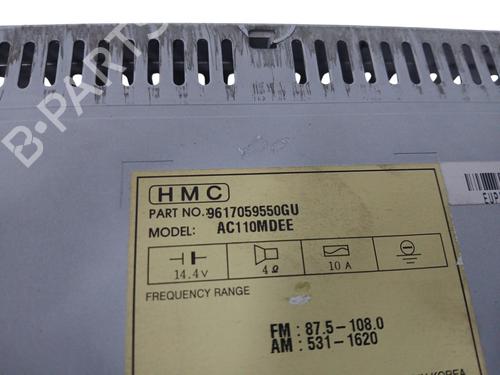 B-PARTS
HMC
PART NO.:9617059550GU
MODEL: AC110MDEE
14.4V 4Ω 10 A
FREQUENCY RANGE
FM : 87.5-108.0
AM : 531-1620
KOREA